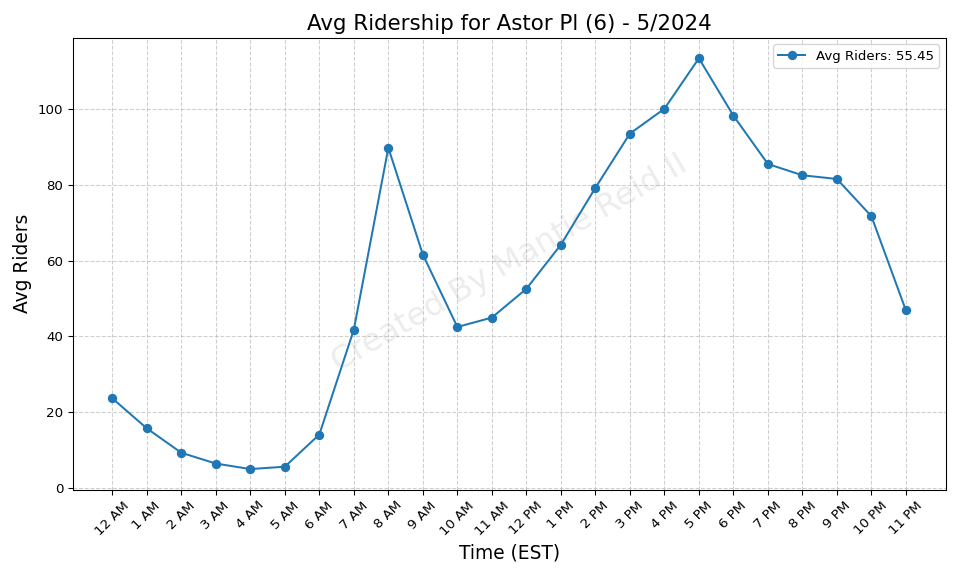 Avg Ridership for Astor Pl (6) - 5/2024
Avg Riders: 55.45
Avg Riders
100
80
60
40
20
0
Created By Mantie Reid II
12 AM
1 AM
2 AM
3 AM
4 AM
5 AM
6 AM
7 AM
8 AM
9 AM
10 AM
11 AM
12 PM
1 PM
2 PM
3 PM
4 PM
5 PM
6 PM
7 PM
8 PM
9 PM
10 PM
11 PM
Time (EST)